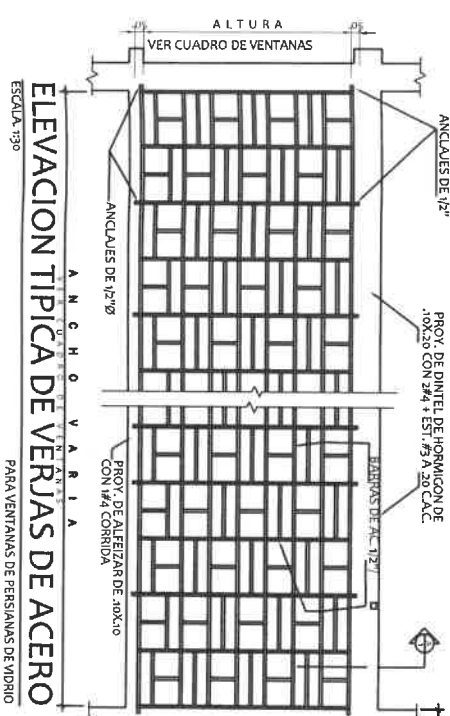 ALTURA
VER CUADRO DE VENTANAS
.05
.05
ANCLAJES DE 1/2"
PROY. DE DINTEL DE HORMIGON DE
.10X.20 CON 2#4 + EST. #3 A .20 C.A.C.
BARRAS DE AC. 1/2"
ANCLAJES DE 1/2"Ø
PROY. DE ALFEIZAR DE .10X.10
CON 1#4 CORRIDA
ANCHO VARIA
VER CUADRO DE VENTANAS
ELEVACION TIPICA DE VERJAS DE ACERO
ESCALA 1:30
PARA VENTANAS DE PERSIANAS DE VIDRIO